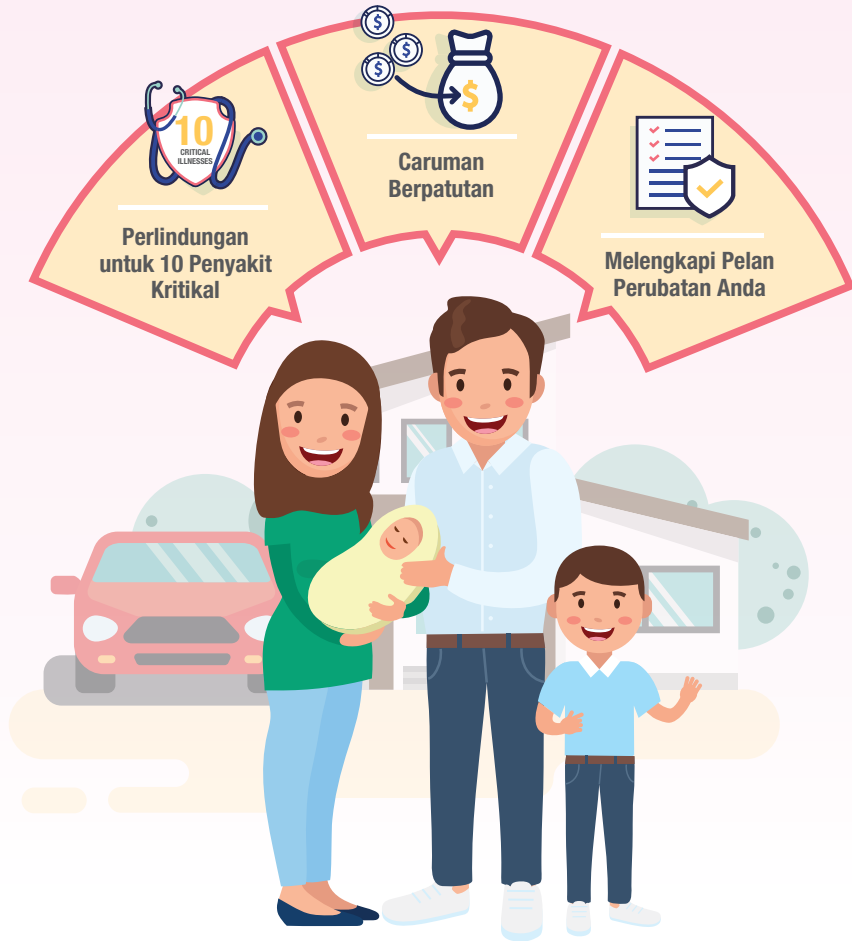 10
CRITICAL
ILLNESSES
Perlindungan
untuk 10 Penyakit
Kritikal
$
$
$
$
Caruman
Berpatutan
Melengkapi Pelan
Perubatan Anda